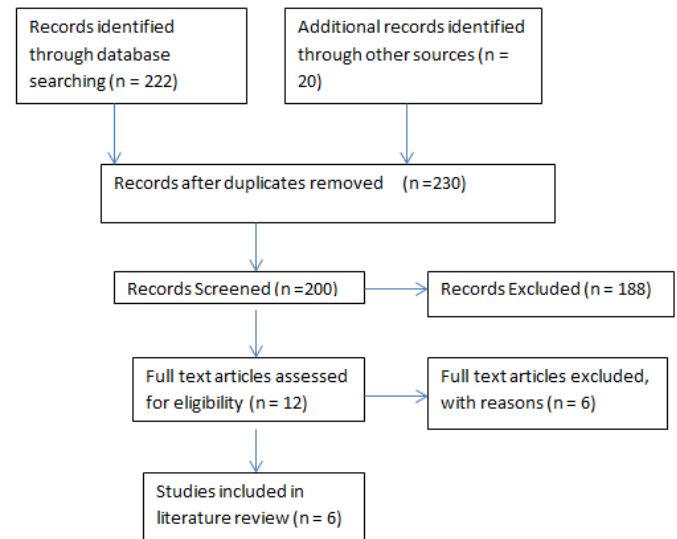 Records identified
through database
searching (n = 222)
Additional records identified
through other sources (n =
20)
Records after duplicates removed (n =230)
Records Screened (n =200)
Records Excluded (n = 188)
Full text articles assessed
for eligibility (n = 12)
Full text articles excluded,
with reasons (n = 6)
Studies included in
literature review (n = 6)